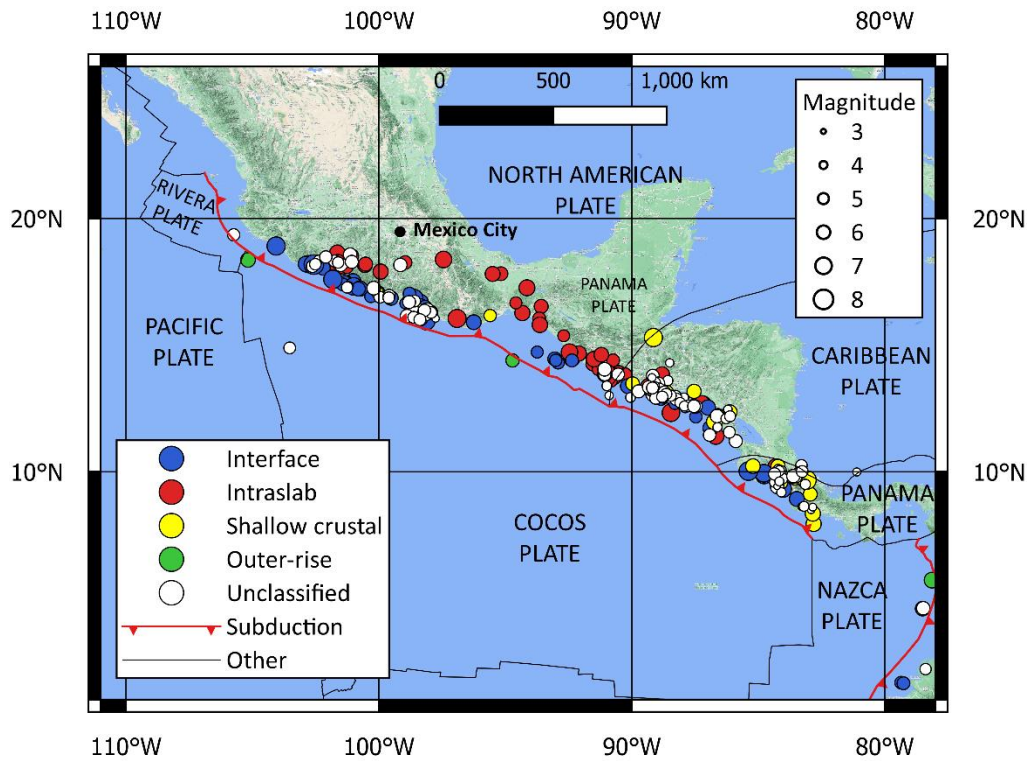 110°W 100°W 90°W 80°W
0 500 1,000 km
Magnitude
3
4
5
6
7
8
NORTH AMERICAN
PLATE
RIVERA
PLATE
20°N 20°N
Mexico City
PANAMA
PLATE
PACIFIC
PLATE
CARIBBEAN
PLATE
Interface
Intraslab
Shallow crustal
Outer-rise
Unclassified
Subduction
Other
10°N 10°N
COCOS
PLATE
PANAMA
PLATE
NAZCA
PLATE
110°W 100°W 90°W 80°W